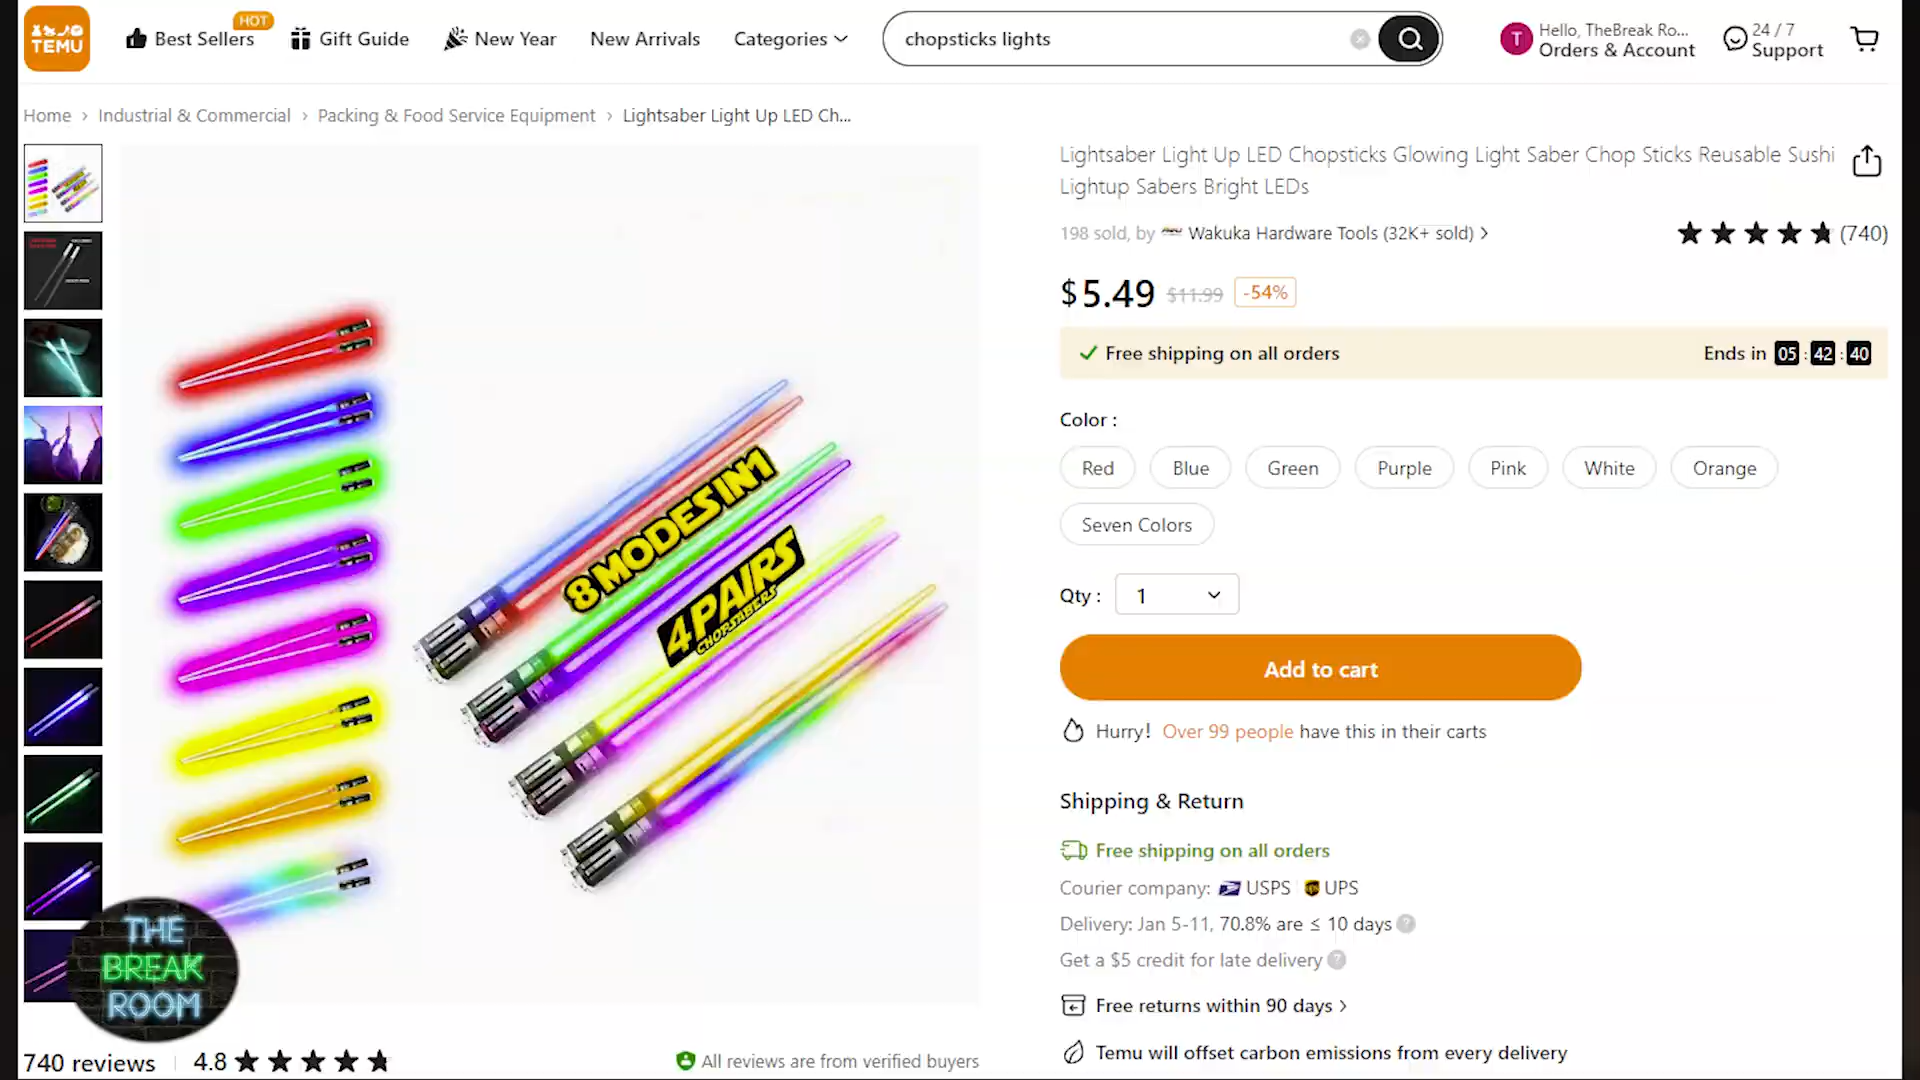 TEMU
Best Sellers
HOT
Gift Guide
New Year
New Arrivals
Categories
chopsticks lights
T
Hello, TheBreak Ro...
Orders & Account
24 / 7
Support
Home › Industrial & Commercial › Packing & Food Service Equipment › Lightsaber Light Up LED Ch...
Lightsaber Light Up LED Chopsticks Glowing Light Saber Chop Sticks Reusable Sushi
Lightup Sabers Bright LEDs
198 sold, by Wakuka Hardware Tools (32K+ sold) ›
(740)
$5.49 $11.99 -54%
Free shipping on all orders
Ends in 05 : 42 : 40
8 MODES IN 1
4 PAIRS
CHOPSABERS
Color :
Red
Blue
Green
Purple
Pink
White
Orange
Seven Colors
Qty :
1
Add to cart
Hurry! Over 99 people have this in their carts
Shipping & Return
Free shipping on all orders
Courier company: USPS UPS
Delivery: Jan 5-11, 70.8% are ≤ 10 days ?
Get a $5 credit for late delivery ?
Free returns within 90 days ›
Temu will offset carbon emissions from every delivery
THE
BREAK
ROOM
740 reviews
4.8
All reviews are from verified buyers